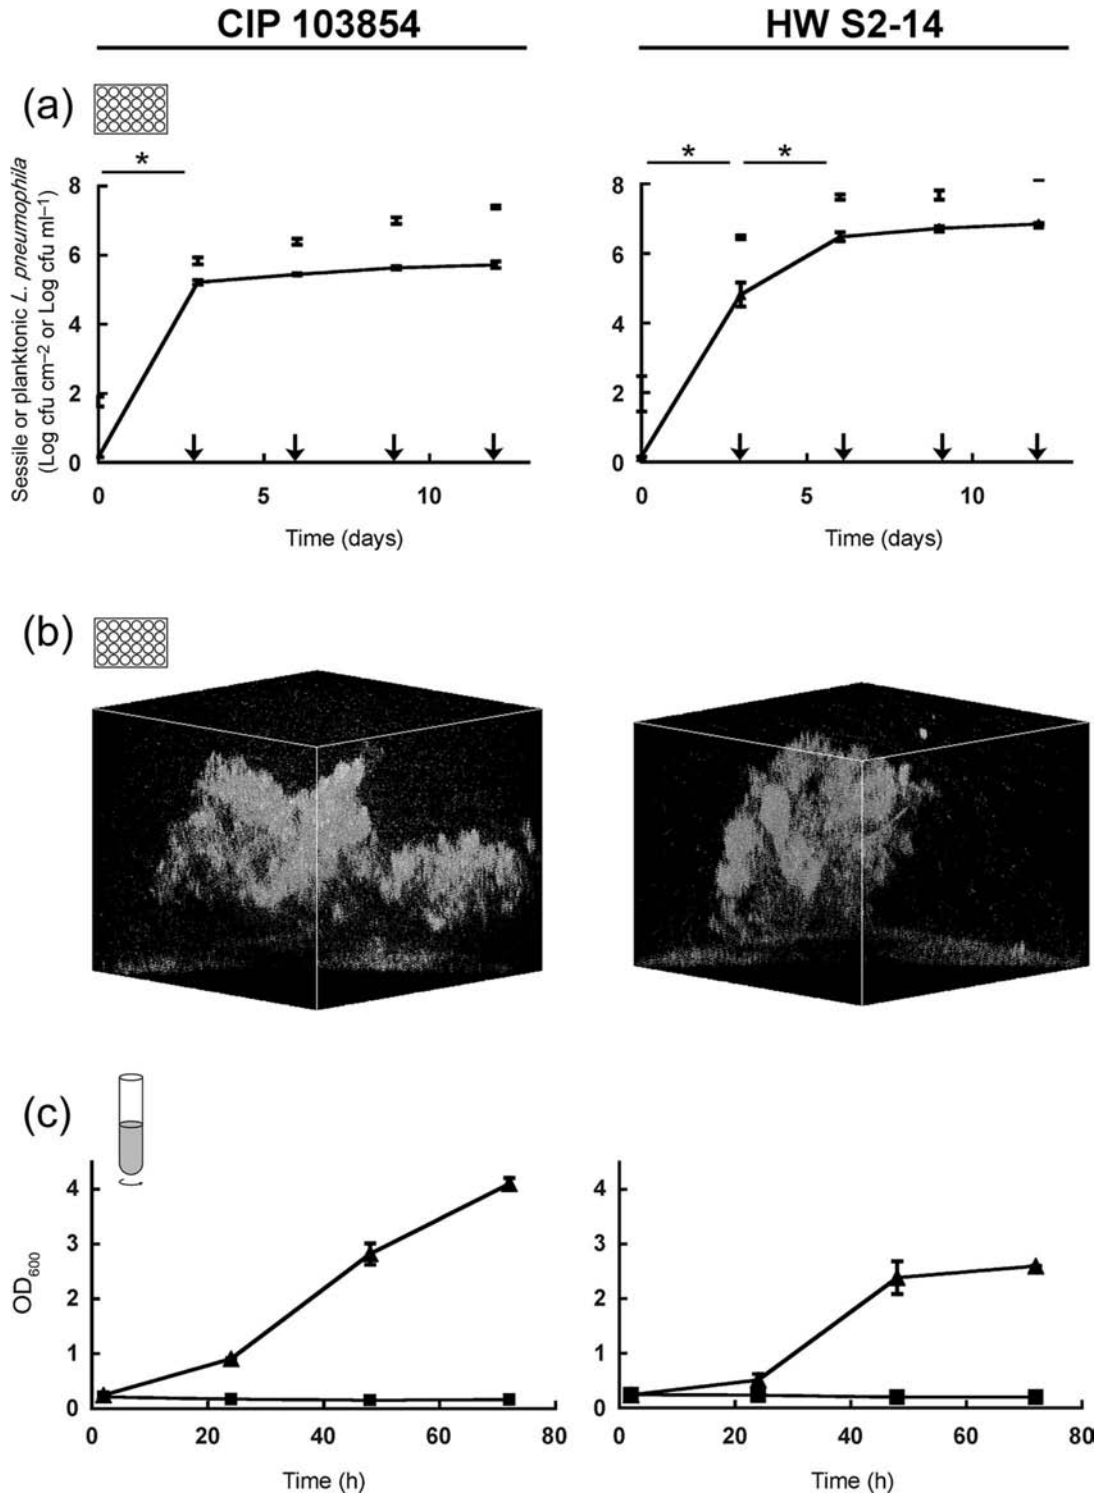 CIP 103854 HW S2-14
(a)
* * *
Sessile or planktonic L. pneumophila
(Log cfu cm⁻² or Log cfu ml⁻¹)
8 8
6 6
4 4
2 2
0 0
0 5 10 0 5 10
Time (days) Time (days)
(b)
(c)
OD₆₀₀
4 4
3 3
2 2
1 1
0 0
0 20 40 60 80 0 20 40 60 80
Time (h) Time (h)